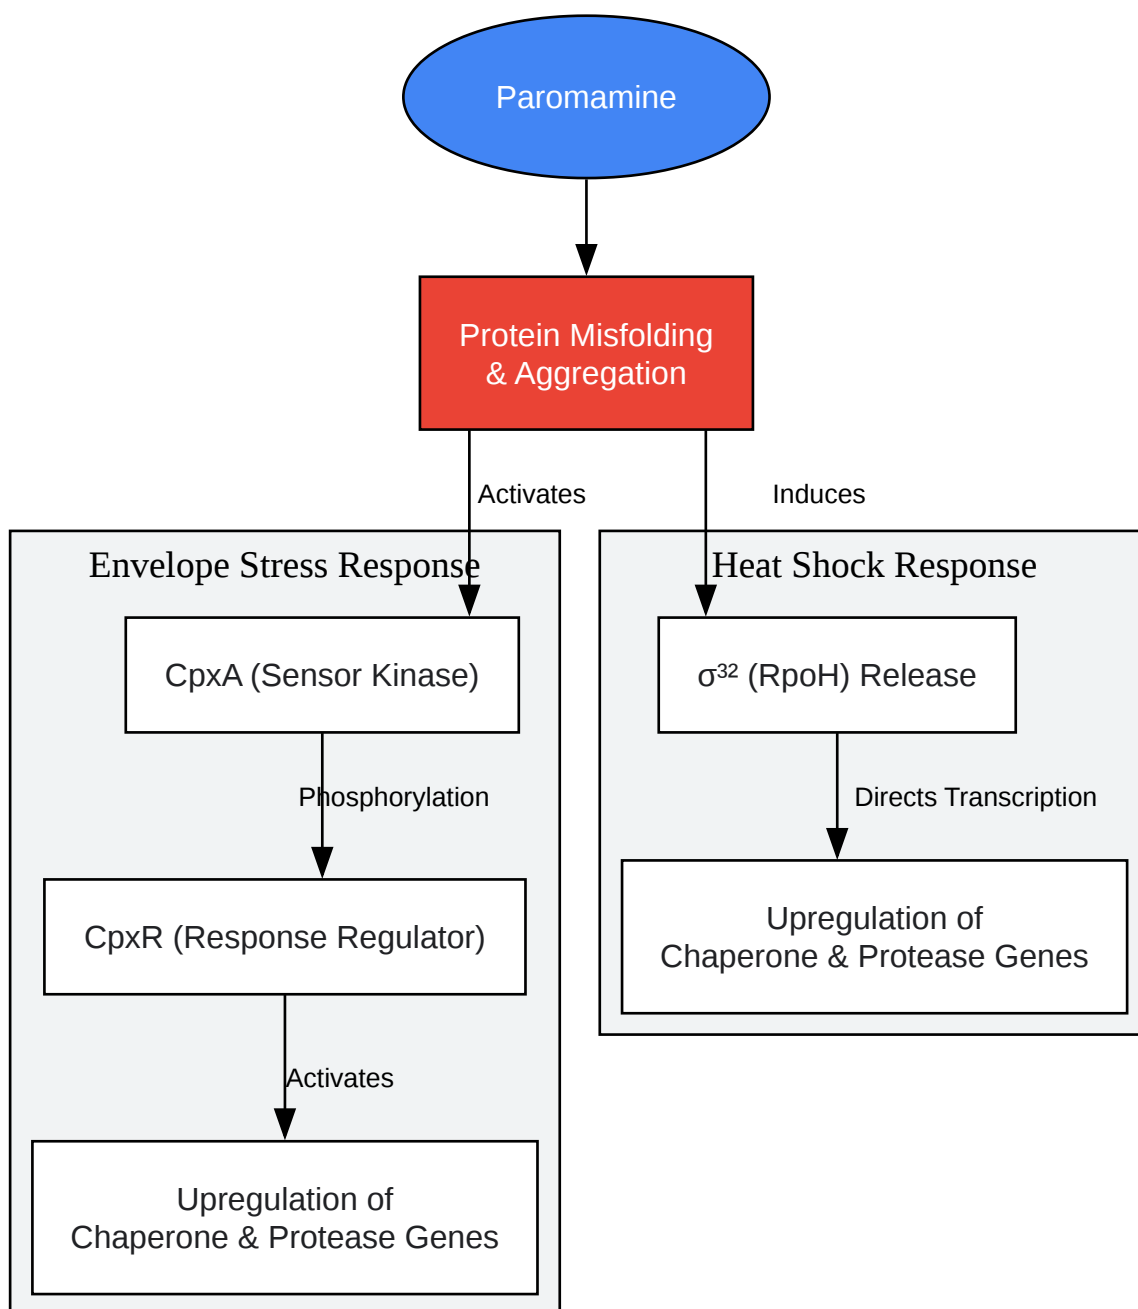 Paromamine
Protein Misfolding
& Aggregation
Activates
Induces
Envelope Stress Response
Heat Shock Response
CpxA (Sensor Kinase)
σ³² (RpoH) Release
Phosphorylation
Directs Transcription
CpxR (Response Regulator)
Upregulation of
Chaperone & Protease Genes
Activates
Upregulation of
Chaperone & Protease Genes